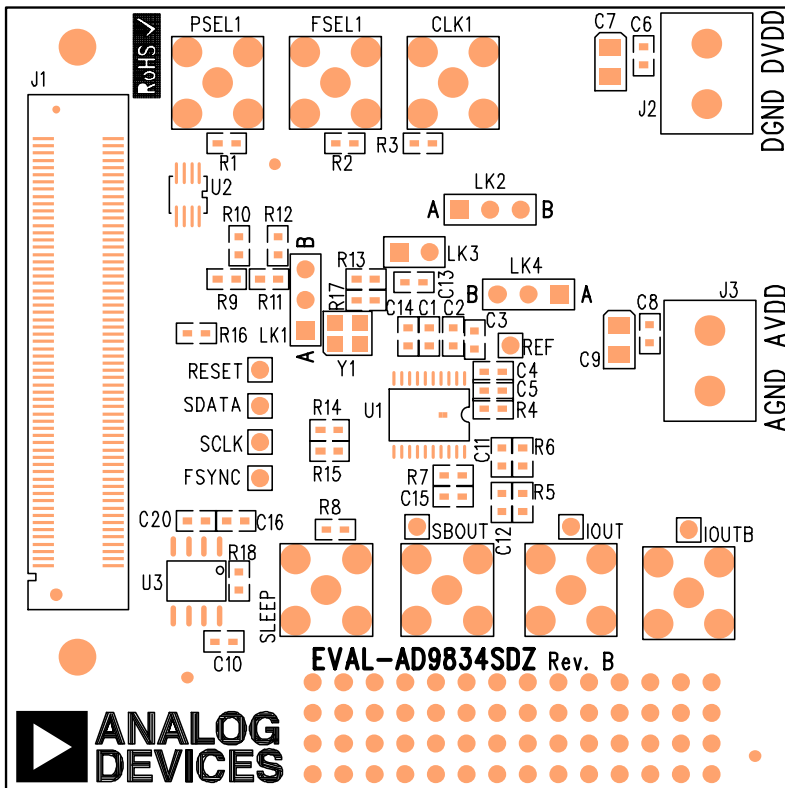 RoHS
PSEL1
FSEL1
CLK1
C7
C6
J1
J2
DGND DVDD
R1
R2
R3
U2
LK2
A
B
R10
R12
B
LK3
R13
C13
LK4
B
A
R9
R11
R17
J3
C14
C1
C2
C3
C8
R16
LK1
A
Y1
REF
C9
AGND AVDD
RESET
C4
C5
SDATA
R14
U1
R4
SCLK
R15
C11
R6
FSYNC
R7
C15
R5
C20
C16
R8
SBOUT
C12
IOUT
IOUTB
R18
U3
SLEEP
C10
EVAL-AD9834SDZ Rev. B
ANALOG
DEVICES